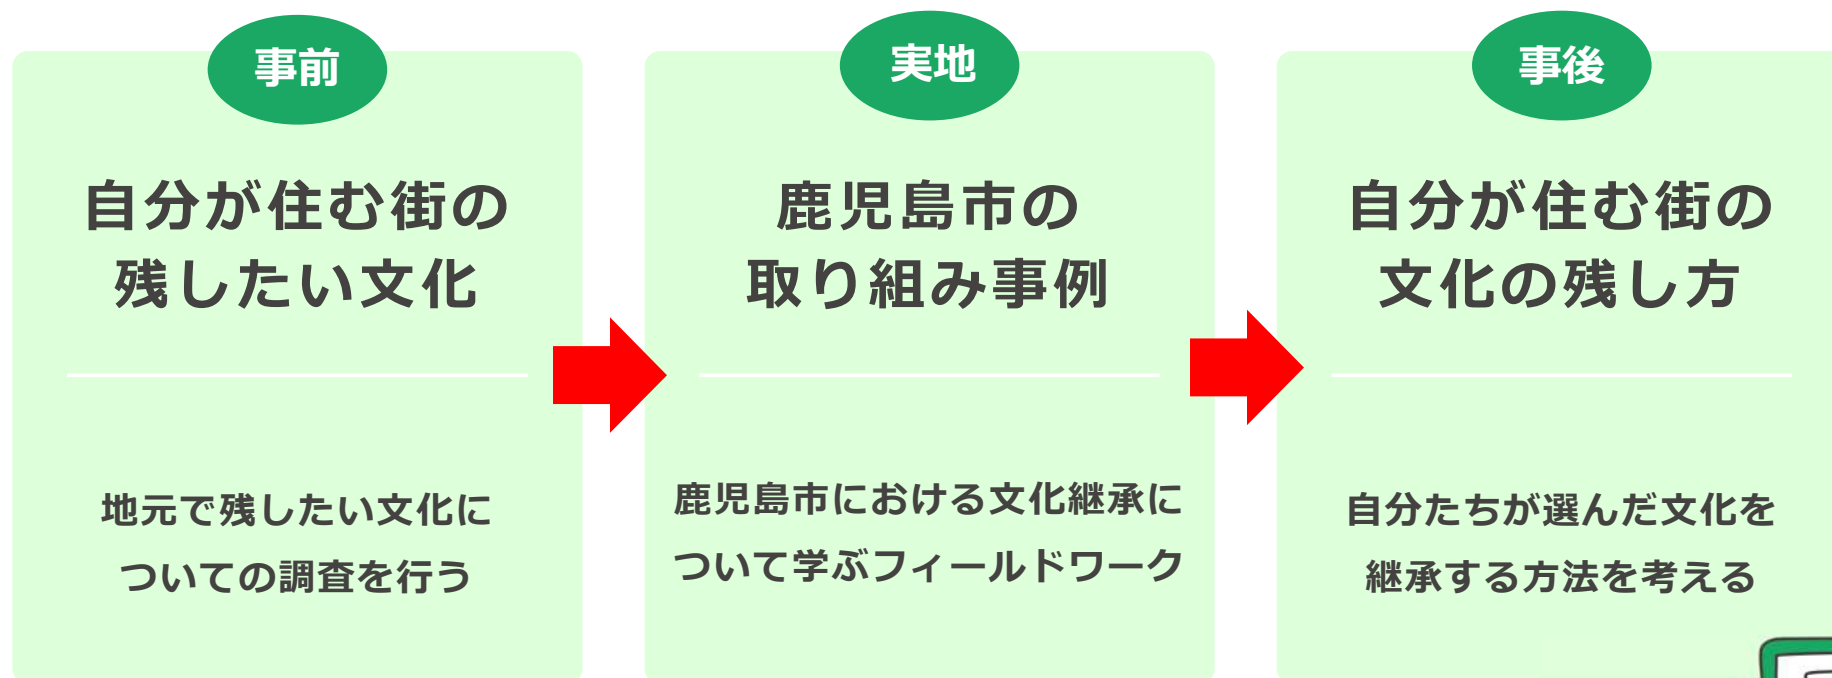 事前
自分が住む街の
残したい文化
地元で残したい文化に
ついての調査を行う
実地
鹿児島市の
取り組み事例
鹿児島市における文化継承に
ついて学ぶフィールドワーク
事後
自分が住む街の
文化の残し方
自分たちが選んだ文化を
継承する方法を考える